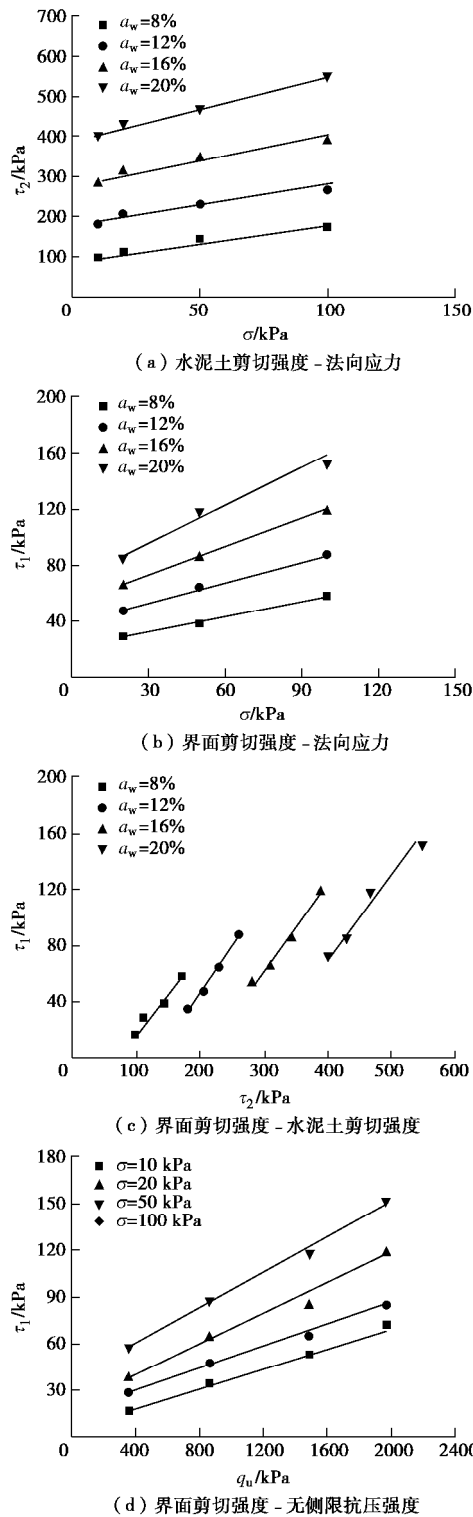 700
600
500
400
300
200
100
0
50
100
150
τ₂/kPa
a_w=8%
a_w=12%
a_w=16%
a_w=20%
σ/kPa
(a) 水泥土剪切强度-法向应力
200
160
120
80
40
0
30
60
90
120
150
τ₁/kPa
a_w=8%
a_w=12%
a_w=16%
a_w=20%
σ/kPa
(b) 界面剪切强度-法向应力
200
160
120
80
40
0
100
200
300
400
500
600
τ₁/kPa
a_w=8%
a_w=12%
a_w=16%
a_w=20%
τ₂/kPa
(c) 界面剪切强度-水泥土剪切强度
180
150
120
90
60
30
0
400
800
1200
1600
2000
2400
τ₁/kPa
σ=10 kPa
σ=20 kPa
σ=50 kPa
σ=100 kPa
q_u/kPa
(d) 界面剪切强度-无侧限抗压强度